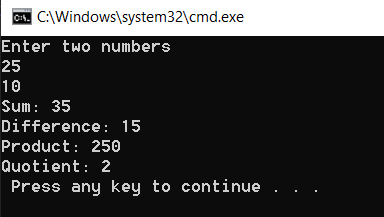 C:\Windows\system32\cmd.exe
Enter two numbers
25
10
Sum: 35
Difference: 15
Product: 250
Quotient: 2
Press any key to continue . . .